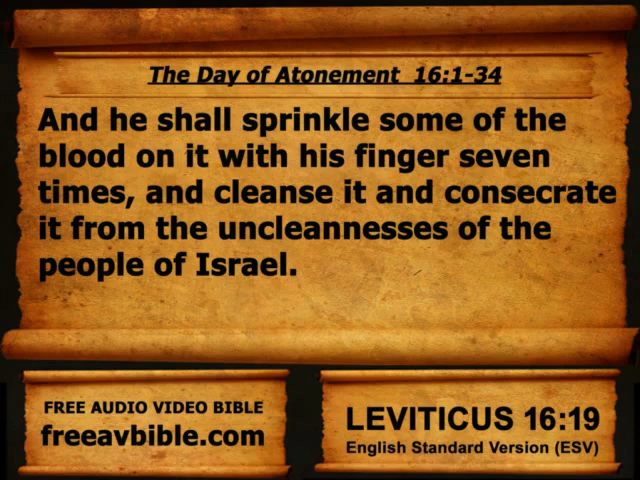 The Day of Atonement  16:1-34
And he shall sprinkle some of the
blood on it with his finger seven
times, and cleanse it and consecrate
it from the uncleannesses of the
people of Israel.
FREE AUDIO VIDEO BIBLE
freeavbible.com
LEVITICUS 16:19
English Standard Version (ESV)